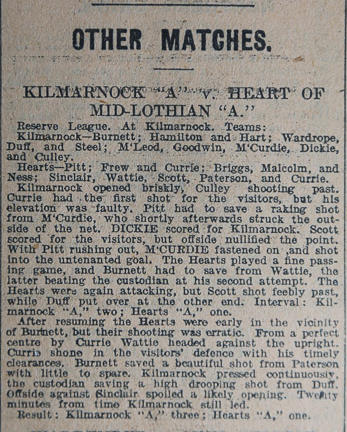 OTHER MATCHES.
KILMARNOCK "A" v. HEART OF
MID-LOTHIAN "A."
Reserve League. At Kilmarnock. Teams:
Kilmarnock—Burnett; Hamilton and Hart; Wardrope,
Duff, and Steel; M'Leod, Goodwin, M'Curdie, Dickie,
and Culley.
Hearts—Pitt; Frew and Currie; Briggs, Malcolm, and
Ness; Sinclair, Wattie, Scott, Paterson, and Currie.
Kilmarnock opened briskly, Culley shooting past.
Currie had the first shot for the visitors, but his
elevation was faulty. Pitt had to save a raking shot
from M'Curdie, who shortly afterwards struck the out-
side of the net. DICKIE scored for Kilmarnock. Scott
scored for the visitors, but offside nullified the point.
With Pitt rushing out, M'CURDIE fastened on and shot
into the untenanted goal. The Hearts played a fine pass-
ing game, and Burnett had to save from Wattie, the
latter beating the custodian at his second attempt. The
Hearts were again attacking, but Scott shot feebly past,
while Duff put over at the other end. Interval: Kil-
marnock "A," two; Hearts "A," one.
After resuming the Hearts were early in the vicinity
of Burnett, but their shooting was erratic. From a perfect
centre by Currie Wattie headed against the upright.
Currie shone in the visitors' defence with his timely
clearances. Burnett saved a beautiful shot from Paterson
with little to spare. Kilmarnock pressed continuously,
the custodian saving a high drooping shot from Duff.
Offside against Sinclair spoiled a likely opening. Twenty
minutes from time Kilmarnock still led.
Result: Kilmarnock "A," three; Hearts "A," one.